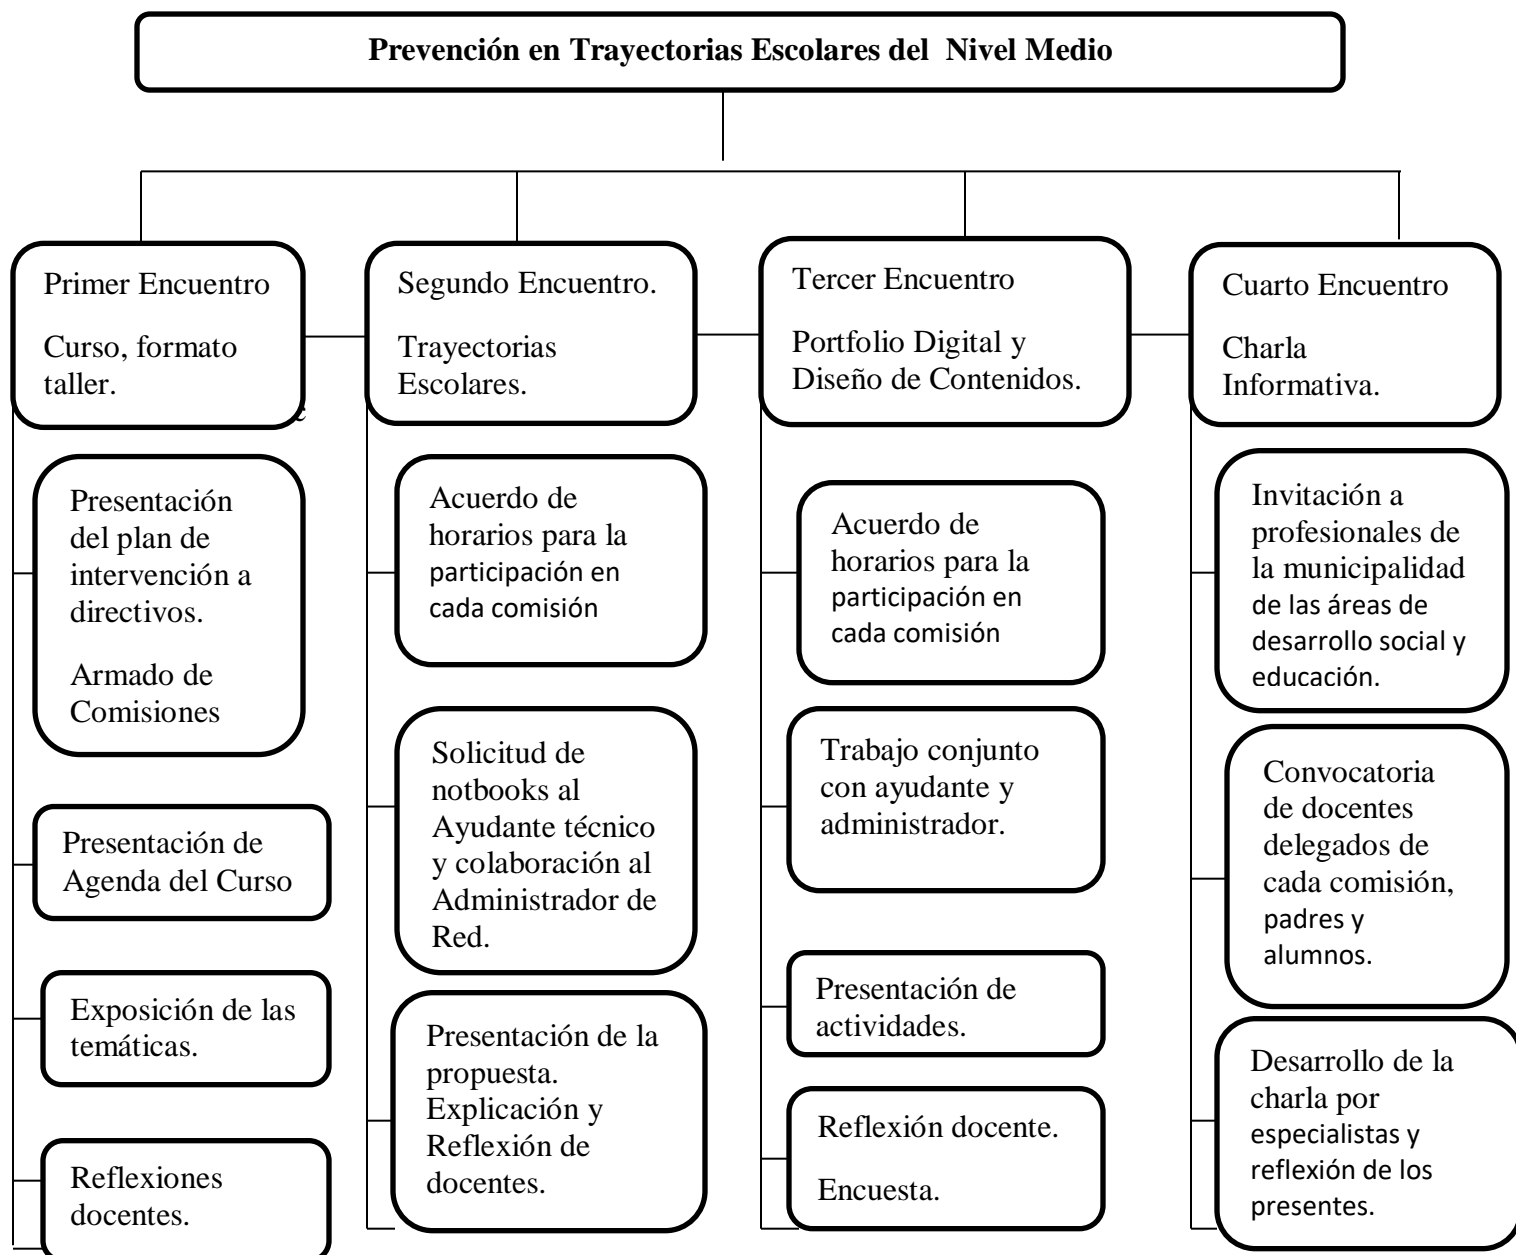 Prevención en Trayectorias Escolares del Nivel Medio
Primer Encuentro
Curso, formato
taller.
Presentación
del plan de
intervención a
directivos.
Armado de
Comisiones
Presentación de
Agenda del Curso
Exposición de las
temáticas.
Reflexiones
docentes.
Segundo Encuentro.
Trayectorias
Escolares.
Acuerdo de
horarios para la
participación en
cada comisión
Solicitud de
notbooks al
Ayudante técnico
y colaboración al
Administrador de
Red.
Presentación de la
propuesta.
Explicación y
Reflexión de
docentes.
Tercer Encuentro
Portfolio Digital y
Diseño de Contenidos.
Acuerdo de
horarios para la
participación en
cada comisión
Trabajo conjunto
con ayudante y
administrador.
Presentación de
actividades.
Reflexión docente.
Encuesta.
Cuarto Encuentro
Charla
Informativa.
Invitación a
profesionales de
la municipalidad
de las áreas de
desarrollo social y
educación.
Convocatoria
de docentes
delegados de
cada comisión,
padres y
alumnos.
Desarrollo de la
charla por
especialistas y
reflexión de los
presentes.